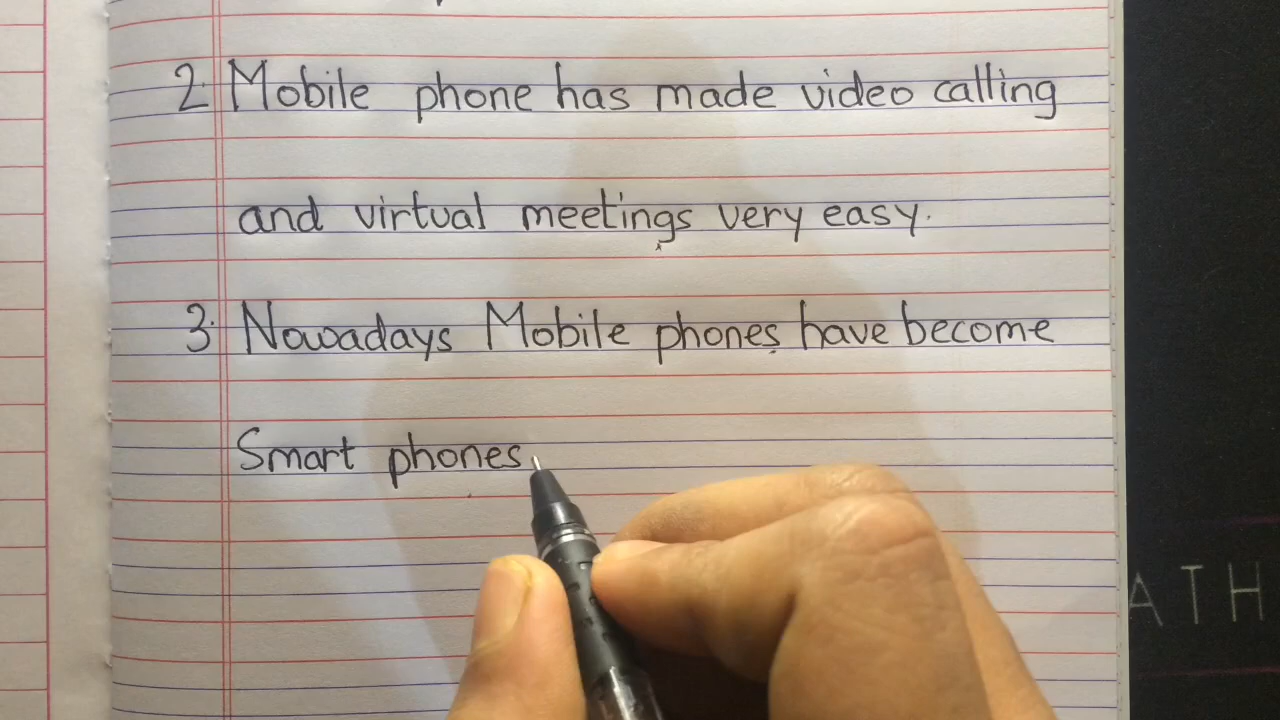 2. Mobile phone has made video calling
and virtual meetings very easy.
3. Nowadays Mobile phones have become
Smart phones.
ATH